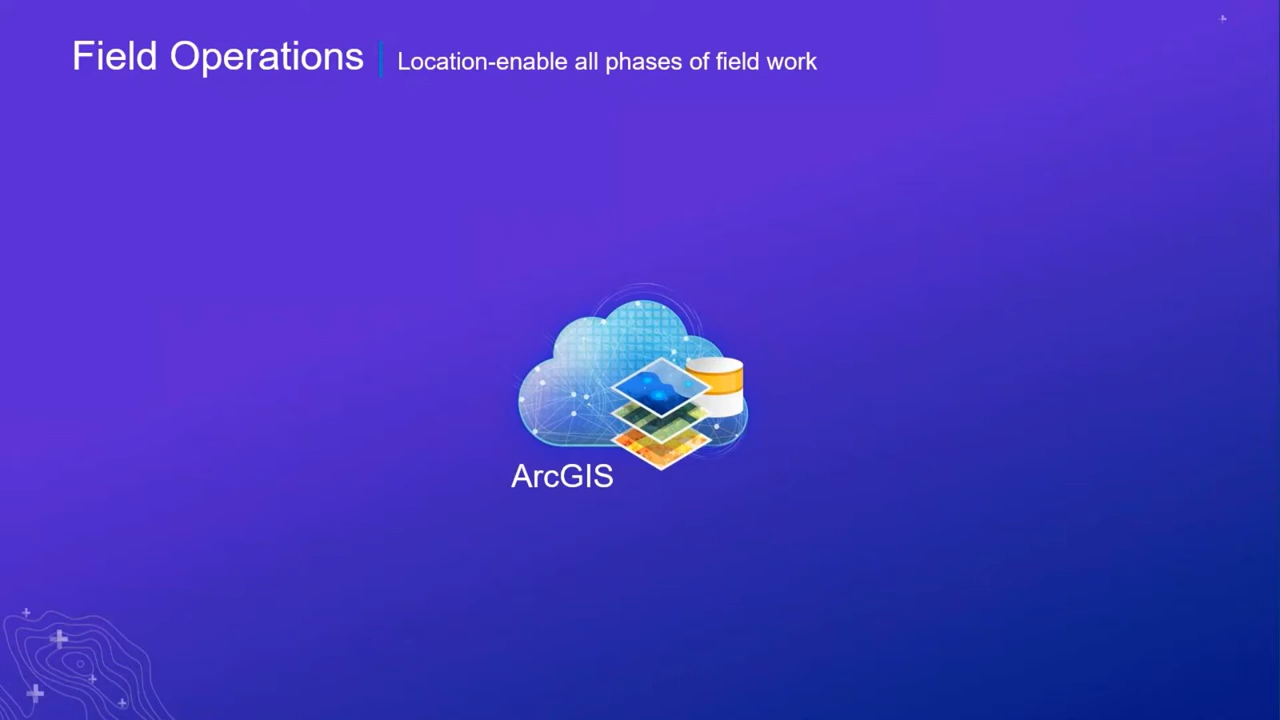 Field Operations | Location-enable all phases of field work
ArcGIS